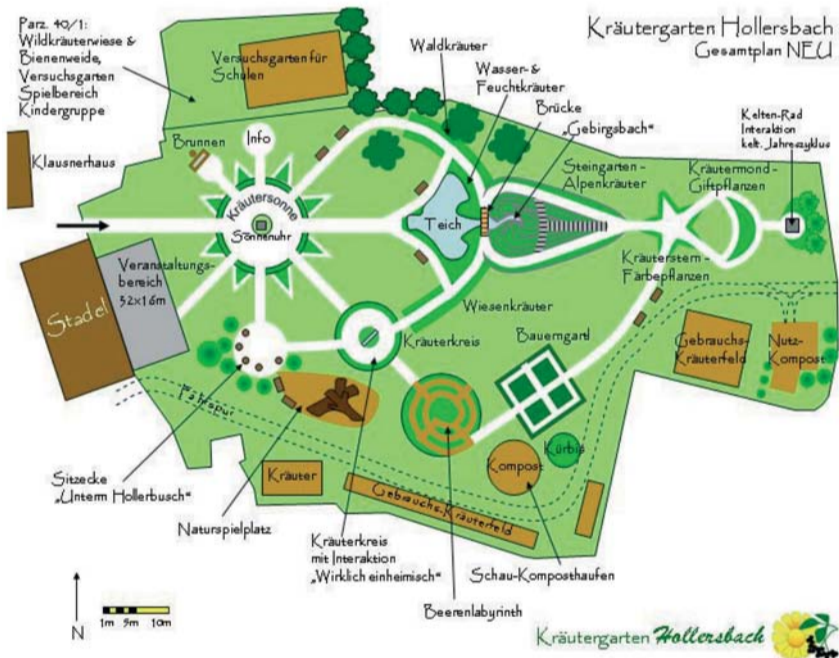 Kräutergarten Hollersbach
Gesamtplan NEU
Parz. 40/1:
Wildkräuterwiese &
Bienenweide,
Versuchsgarten
Spielbereich
Kindergruppe
Versuchsgarten für
Schulen
Waldkräuter
Wasser- &
Feuchtkräuter
Brücke
„Gebirgsbach“
Kelten-Rad
Interaktion
kelt. Jahreszyklus
Klausnerhaus
Brunnen
Info
Kräutersonne
Sonnenuhr
Teich
Steingarten-
Alpenkräuter
Kräutermond-
Giftpflanzen
Kräuterstern-
Färbepflanzen
Stadel
Veranstaltungs-
bereich
32x16m
Wiesenkräuter
Kräuterkreis
Bauerngartl
Gebrauchs-
Kräuterfeld
Nutz-
Kompost
Fahrspur
Kürbis
Kompost
Kräuter
Gebrauchs-Kräuterfeld
Sitzecke
„Unterm Hollerbusch“
Naturspielplatz
Kräuterkreis
mit Interaktion
„Wirklich einheimisch“
Schau-Komposthaufen
Beerenlabyrinth
N
1m 5m 10m
Kräutergarten Hollersbach